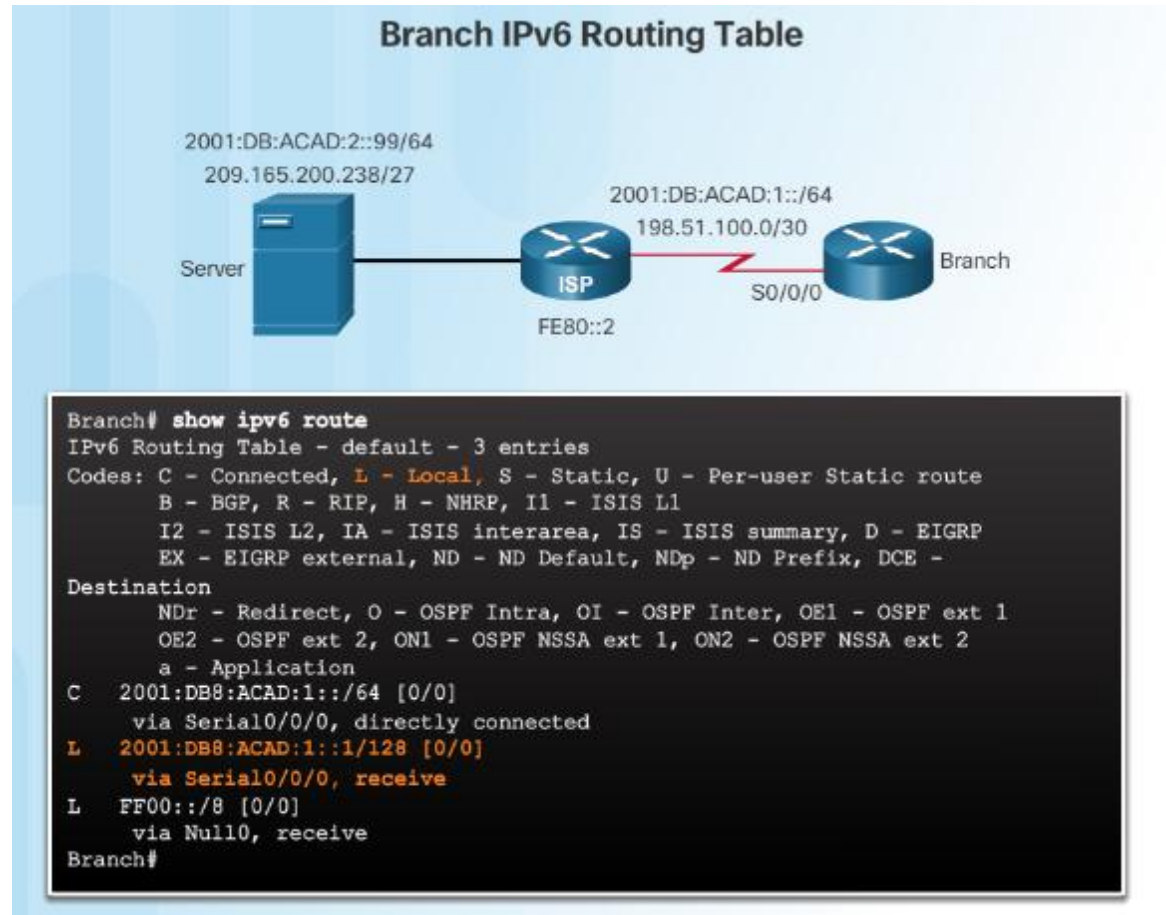 Branch IPv6 Routing Table
2001:DB:ACAD:2::99/64
209.165.200.238/27
2001:DB:ACAD:1::/64
198.51.100.0/30
Server
ISP
Branch
S0/0/0
FE80::2
Branch# show ipv6 route
IPv6 Routing Table - default - 3 entries
Codes: C - Connected, L - Local, S - Static, U - Per-user Static route
B - BGP, R - RIP, H - NHRP, I1 - ISIS L1
I2 - ISIS L2, IA - ISIS interarea, IS - ISIS summary, D - EIGRP
EX - EIGRP external, ND - ND Default, NDp - ND Prefix, DCE -
Destination
NDr - Redirect, O - OSPF Intra, OI - OSPF Inter, OE1 - OSPF ext 1
OE2 - OSPF ext 2, ON1 - OSPF NSSA ext 1, ON2 - OSPF NSSA ext 2
a - Application
C 2001:DB8:ACAD:1::/64 [0/0]
via Serial0/0/0, directly connected
L 2001:DB8:ACAD:1::1/128 [0/0]
via Serial0/0/0, receive
L FF00::/8 [0/0]
via Null0, receive
Branch#